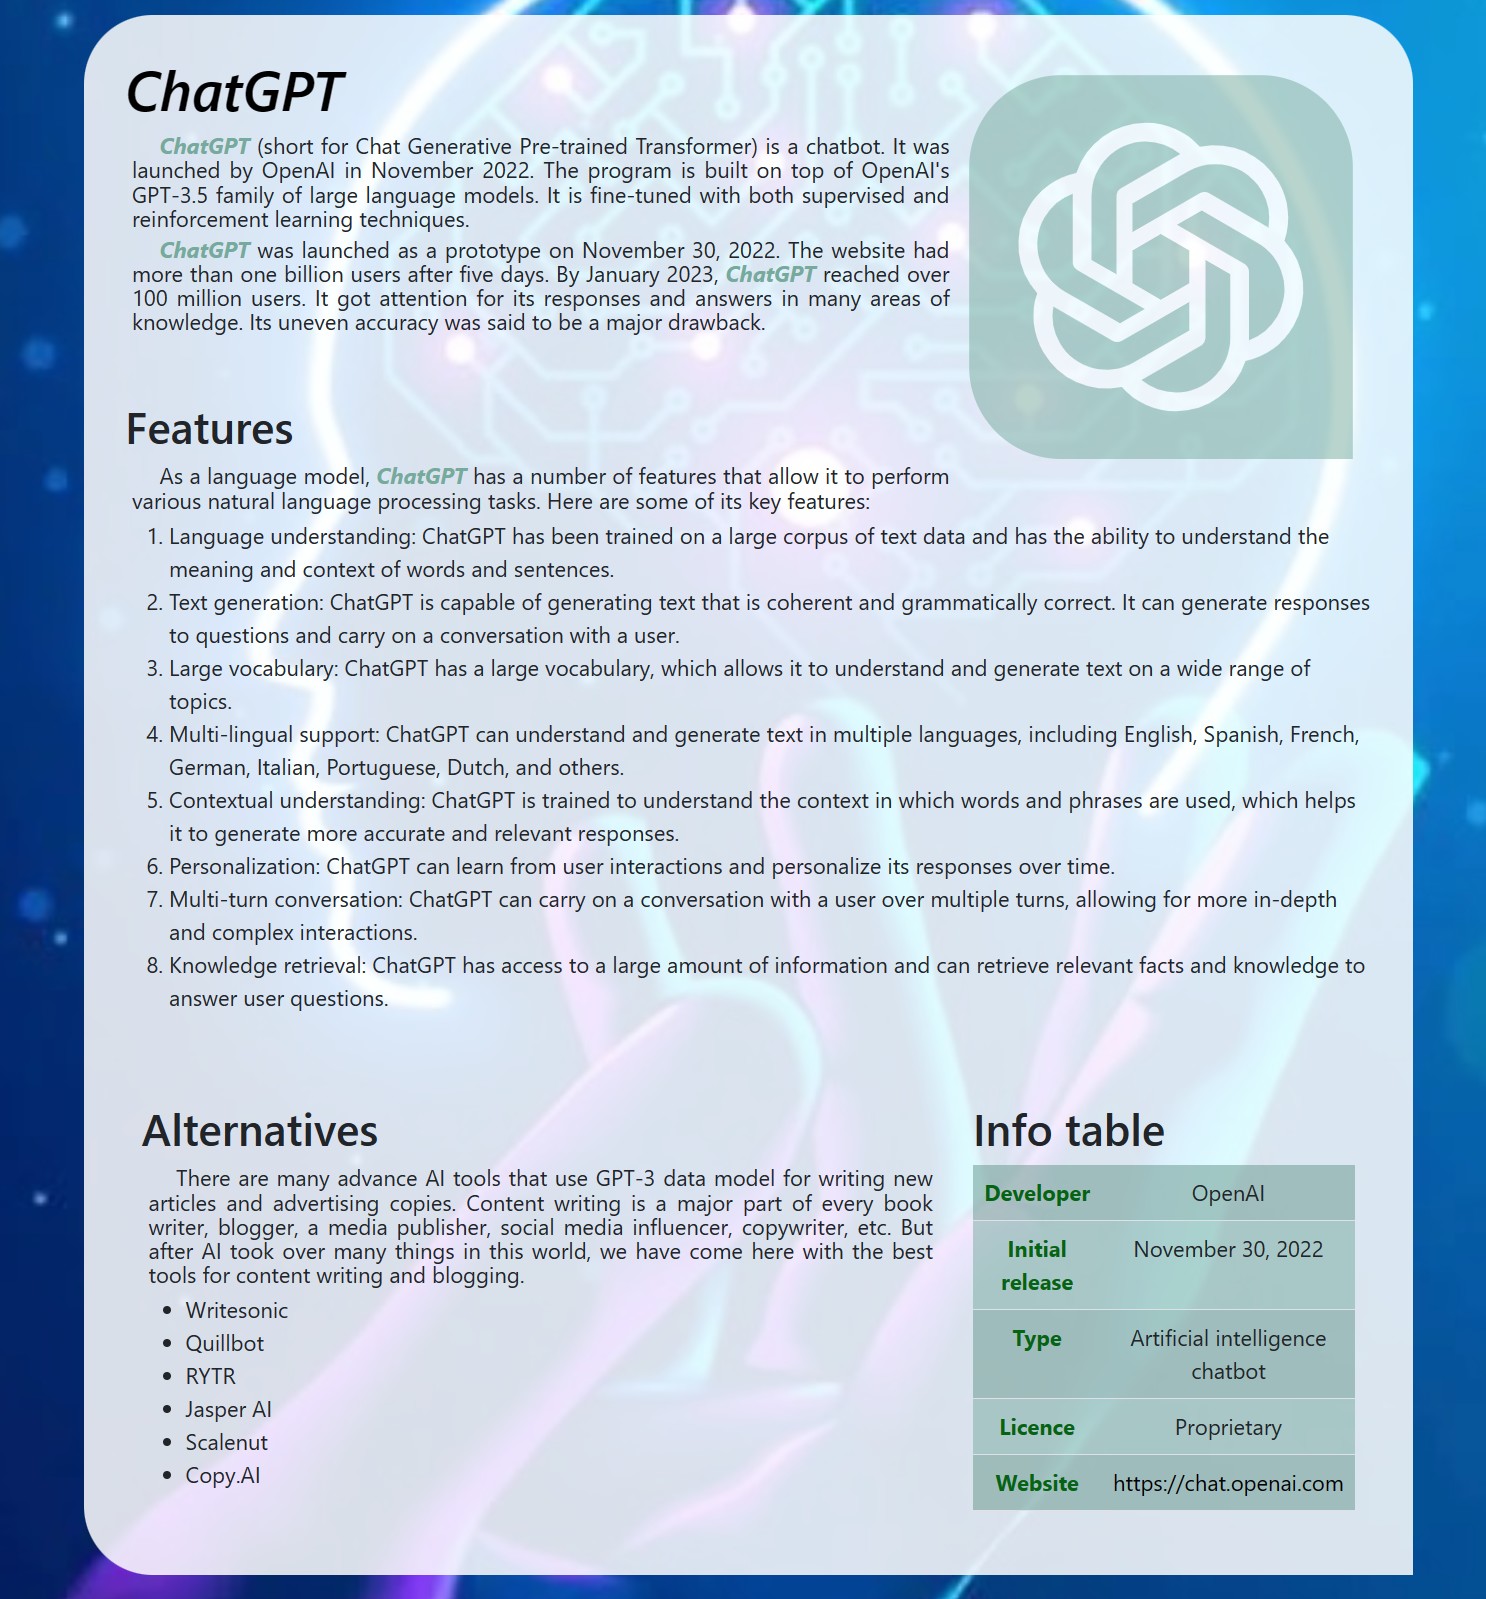 ChatGPT
ChatGPT (short for Chat Generative Pre-trained Transformer) is a chatbot. It was
launched by OpenAI in November 2022. The program is built on top of OpenAI's
GPT-3.5 family of large language models. It is fine-tuned with both supervised and
reinforcement learning techniques.
ChatGPT was launched as a prototype on November 30, 2022. The website had
more than one billion users after five days. By January 2023, ChatGPT reached over
100 million users. It got attention for its responses and answers in many areas of
knowledge. Its uneven accuracy was said to be a major drawback.
Features
As a language model, ChatGPT has a number of features that allow it to perform
various natural language processing tasks. Here are some of its key features:
1. Language understanding: ChatGPT has been trained on a large corpus of text data and has the ability to understand the
meaning and context of words and sentences.
2. Text generation: ChatGPT is capable of generating text that is coherent and grammatically correct. It can generate responses
to questions and carry on a conversation with a user.
3. Large vocabulary: ChatGPT has a large vocabulary, which allows it to understand and generate text on a wide range of
topics.
4. Multi-lingual support: ChatGPT can understand and generate text in multiple languages, including English, Spanish, French,
German, Italian, Portuguese, Dutch, and others.
5. Contextual understanding: ChatGPT is trained to understand the context in which words and phrases are used, which helps
it to generate more accurate and relevant responses.
6. Personalization: ChatGPT can learn from user interactions and personalize its responses over time.
7. Multi-turn conversation: ChatGPT can carry on a conversation with a user over multiple turns, allowing for more in-depth
and complex interactions.
8. Knowledge retrieval: ChatGPT has access to a large amount of information and can retrieve relevant facts and knowledge to
answer user questions.
Alternatives
There are many advance AI tools that use GPT-3 data model for writing new
articles and advertising copies. Content writing is a major part of every book
writer, blogger, a media publisher, social media influencer, copywriter, etc. But
after AI took over many things in this world, we have come here with the best
tools for content writing and blogging.
• Writesonic
• Quillbot
• RYTR
• Jasper AI
• Scalenut
• Copy.AI
Info table
Developer OpenAI
Initial November 30, 2022
release
Type Artificial intelligence
chatbot
Licence Proprietary
Website https://chat.openai.com